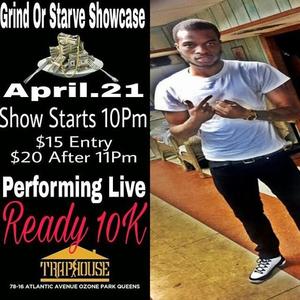 Grind Or Starve Showcase
April.21
Show Starts 10Pm
$15 Entry
$20 After 11Pm
Performing Live
Ready 10K
TRAPHOUSE
78-16 ATLANTIC AVENUE OZONE PARK QUEENS